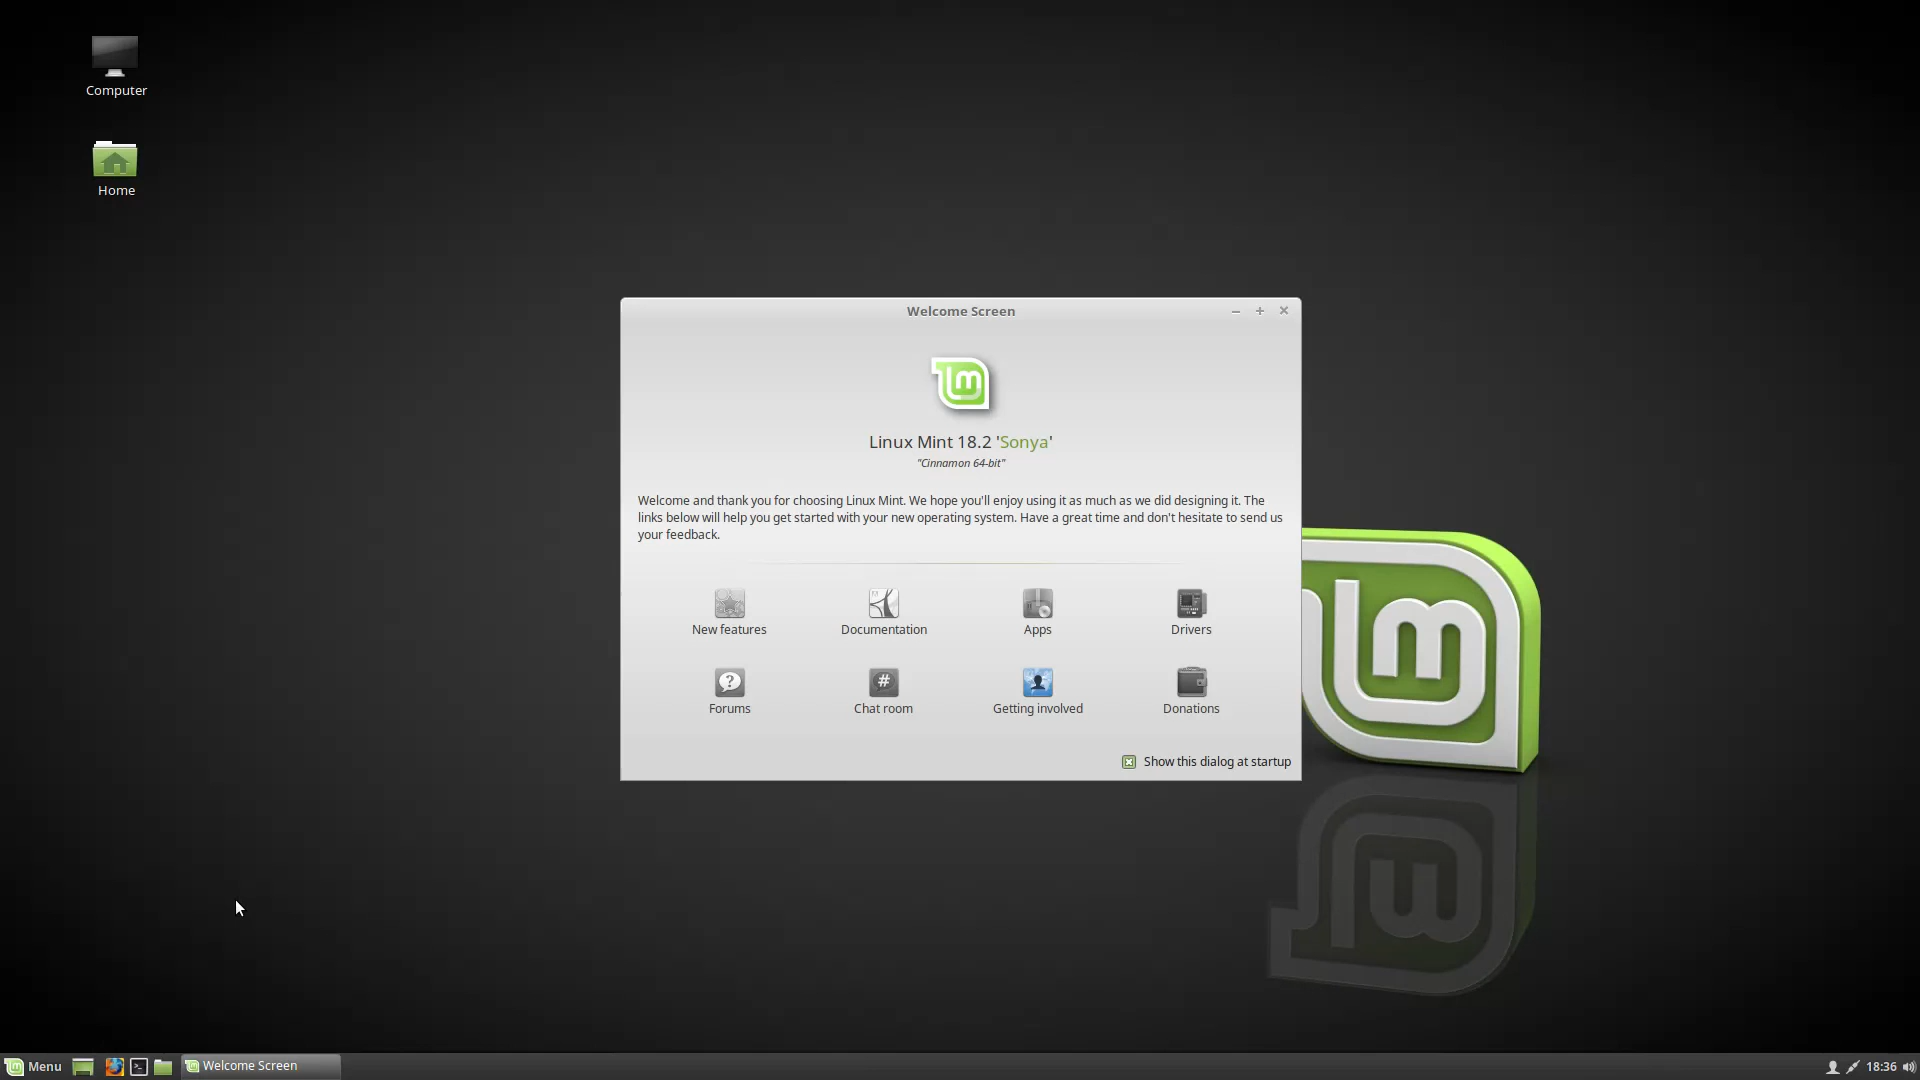 Computer
Home
Welcome Screen
Linux Mint 18.2 'Sonya'
"Cinnamon 64-bit"
Welcome and thank you for choosing Linux Mint. We hope you'll enjoy using it as much as we did designing it. The
links below will help you get started with your new operating system. Have a great time and don't hesitate to send us
your feedback.
New features
Documentation
Apps
Drivers
Forums
Chat room
Getting involved
Donations
Show this dialog at startup
Menu
Welcome Screen
18:36